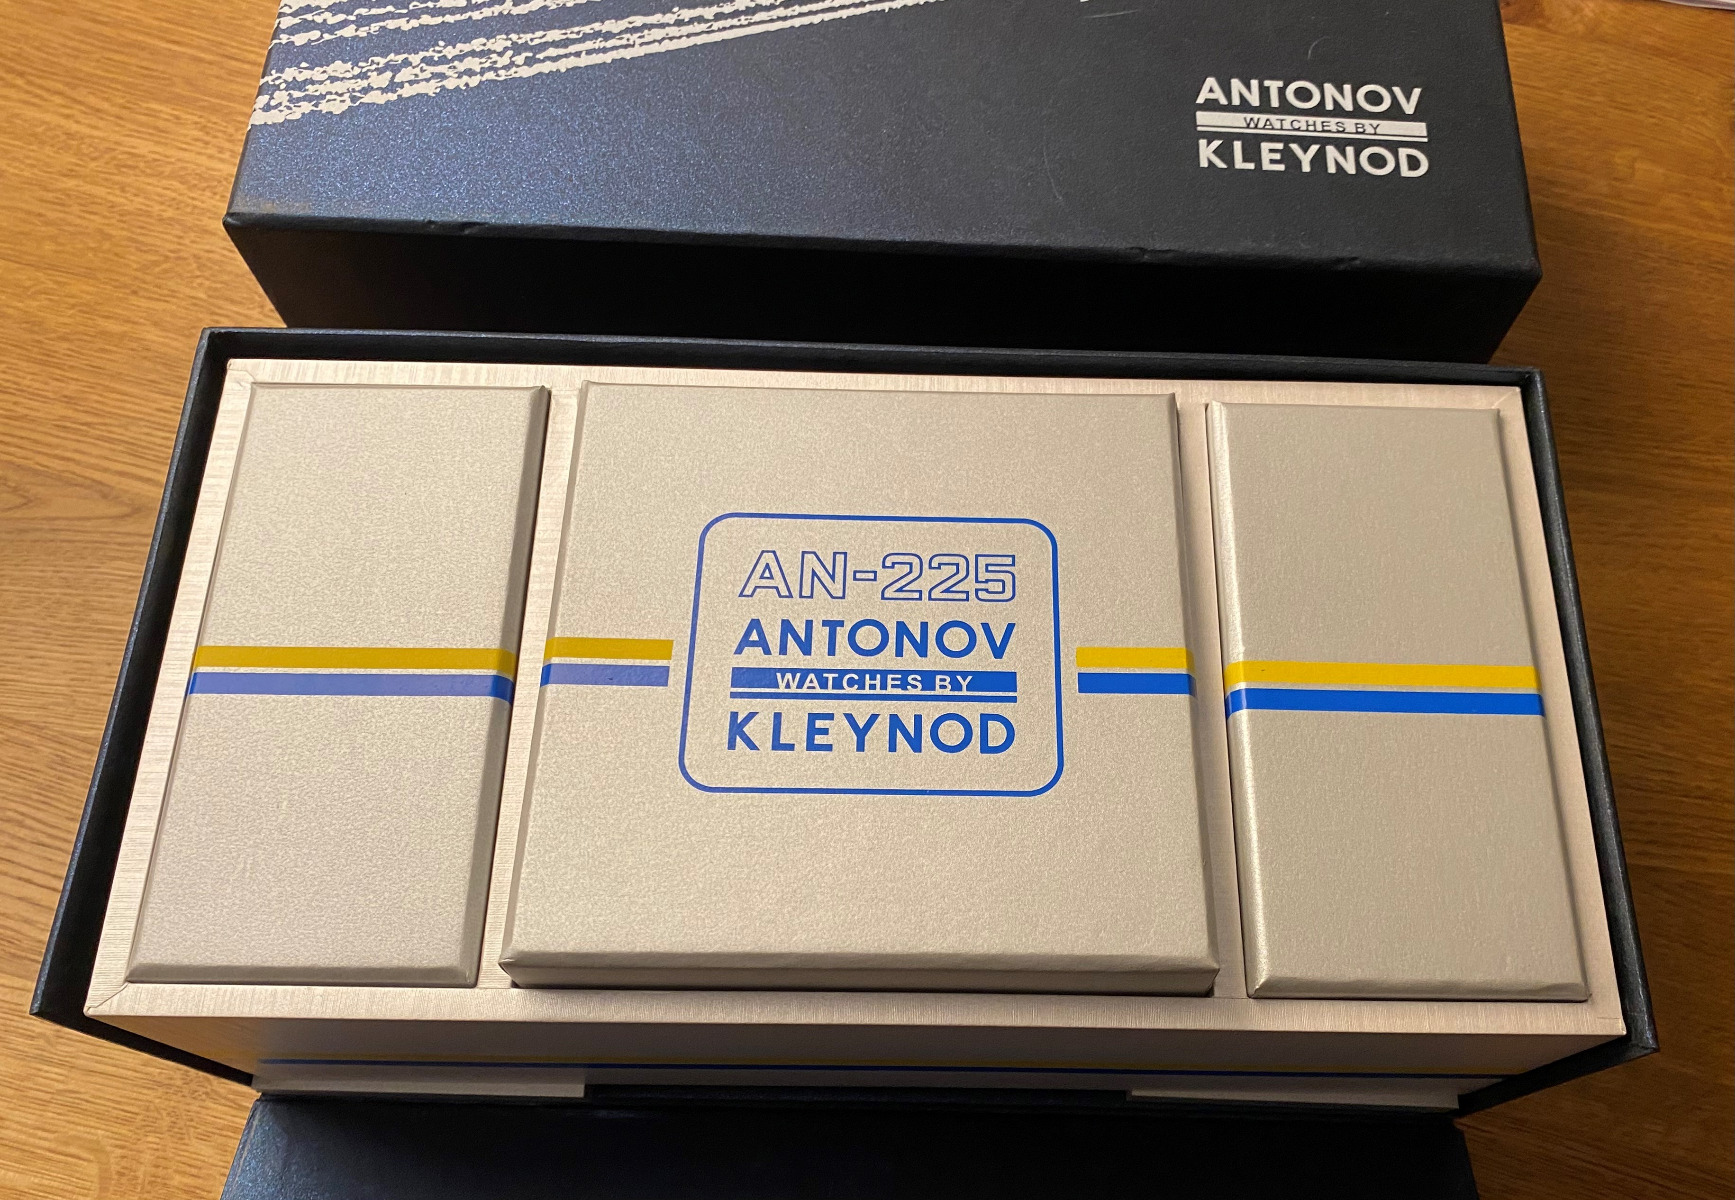 ANTONOV
WATCHES BY
KLEYNOD
AN-225
ANTONOV
WATCHES BY
KLEYNOD